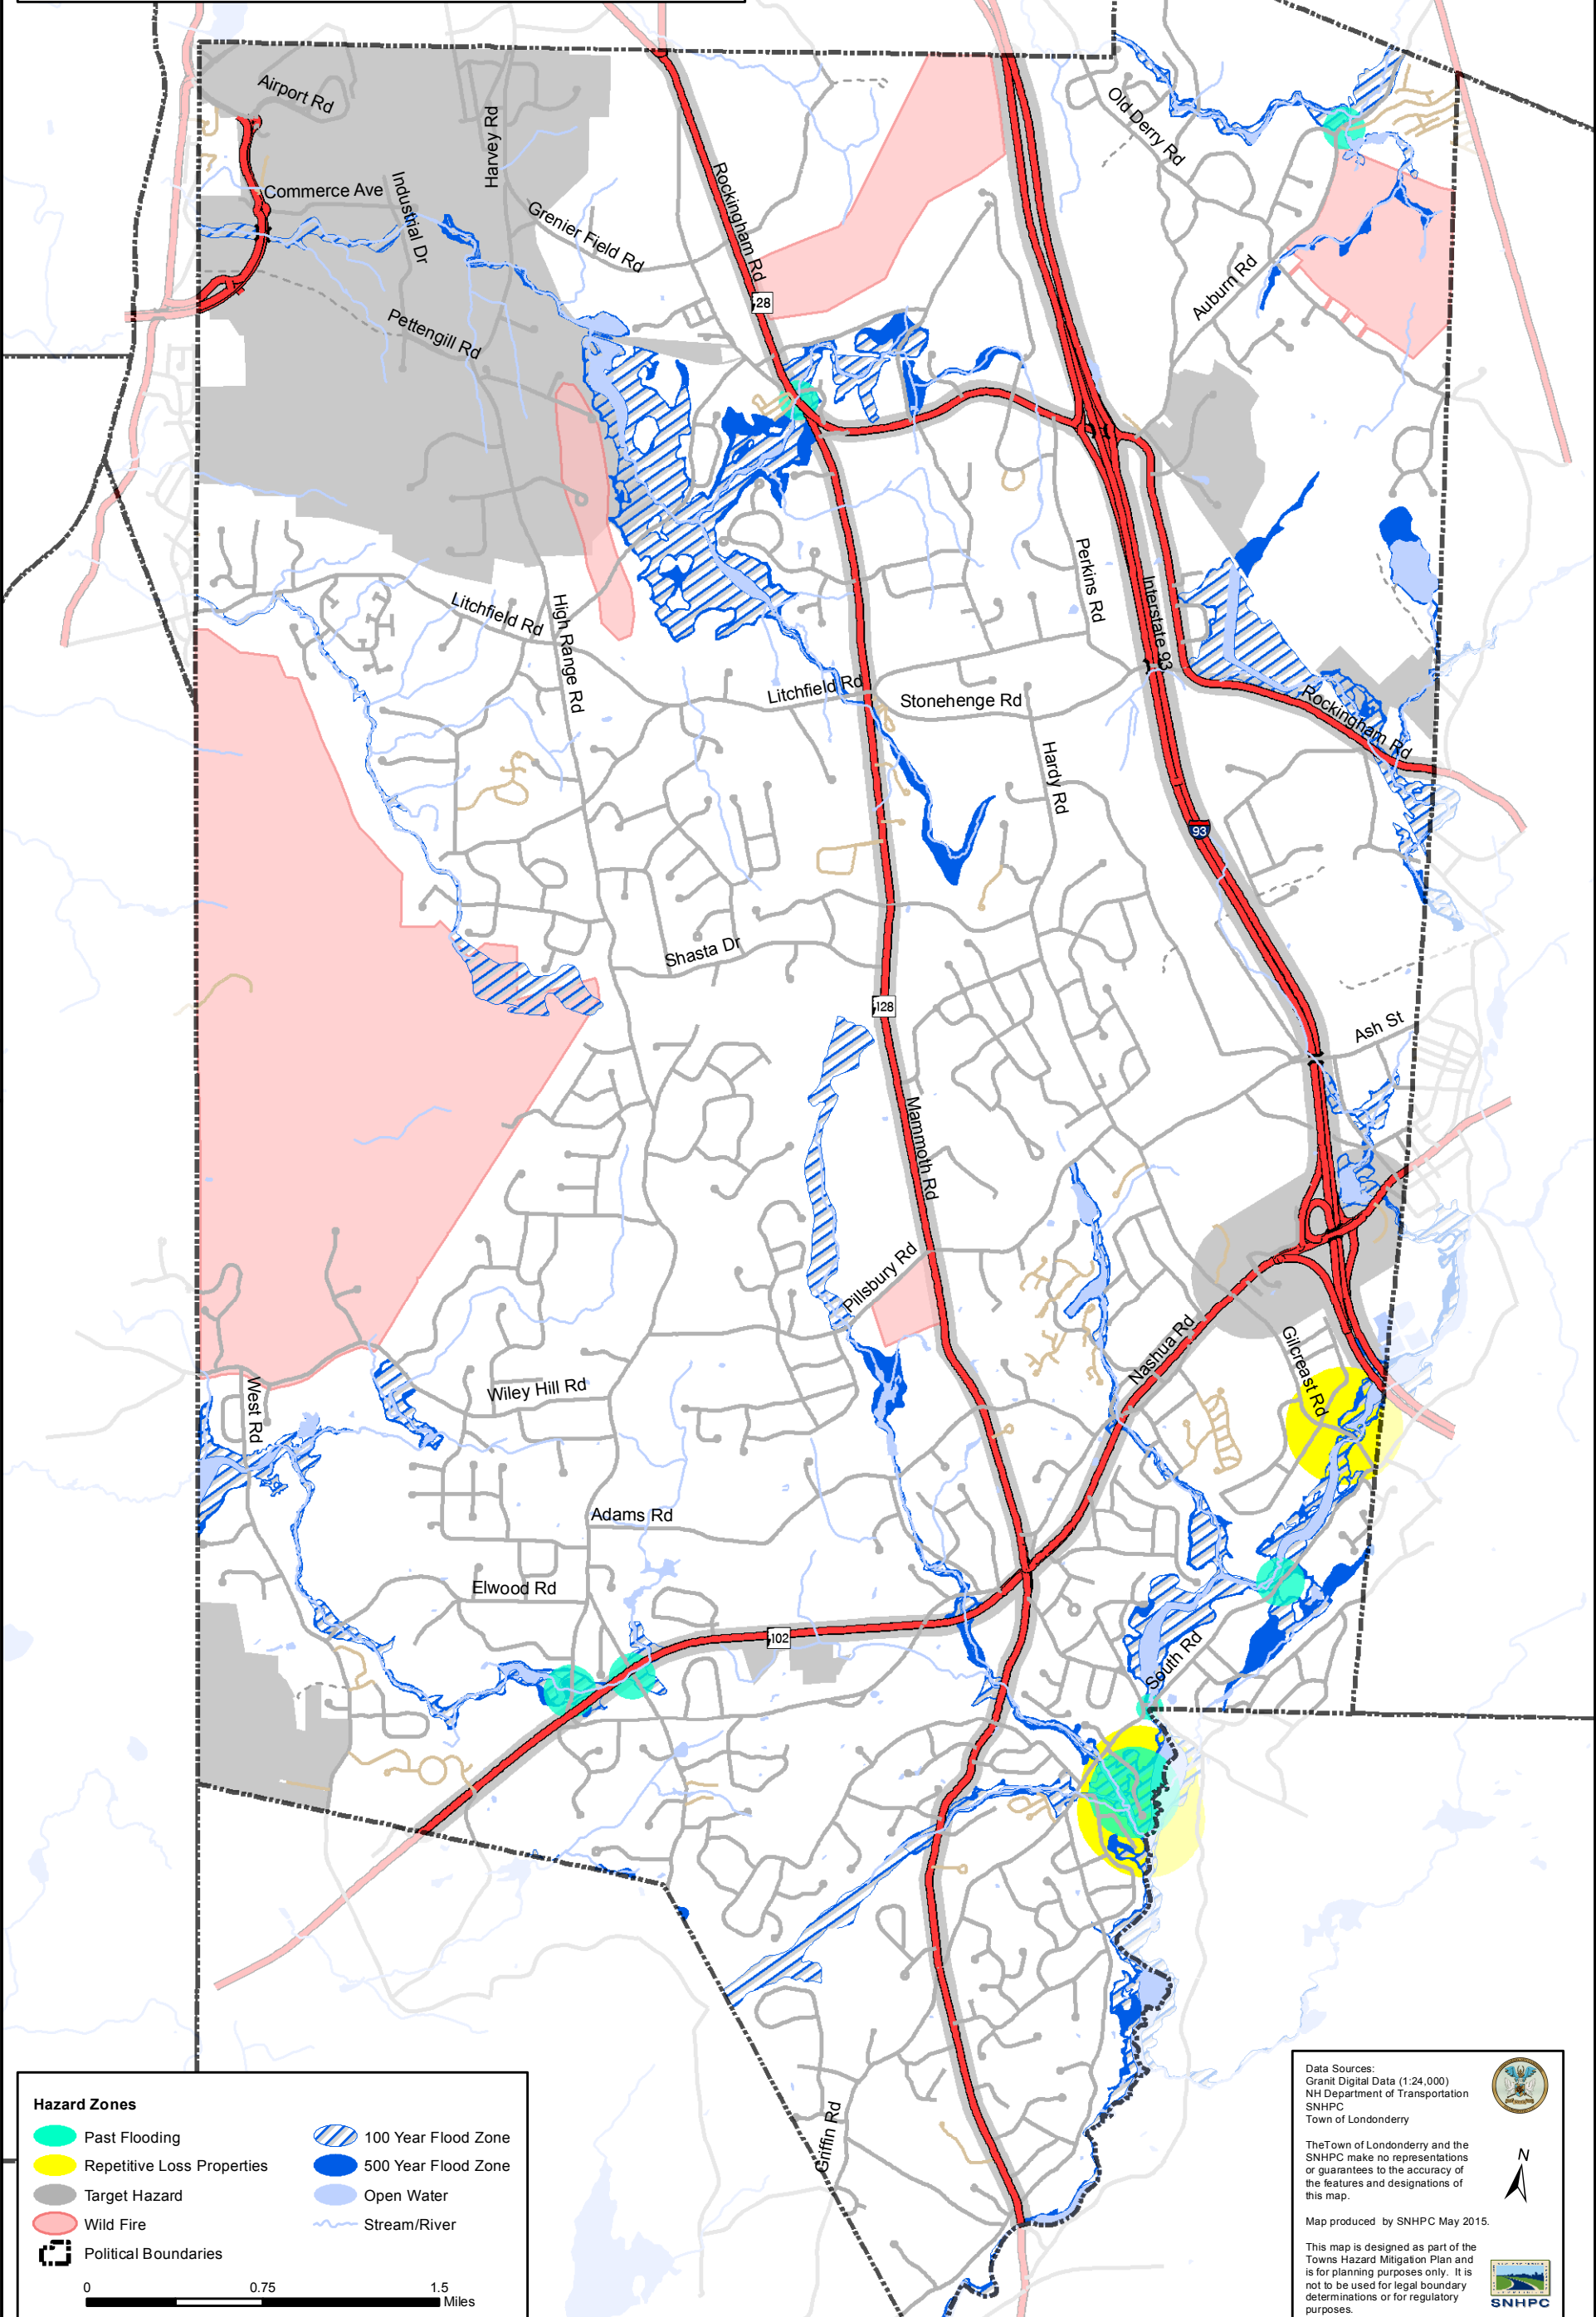 Airport Rd
Harvey Rd
Commerce Ave
Industrial Dr
Grenier Field Rd
Rockingham Rd
Old Derry Rd
28
Pettengill Rd
Auburn Rd
Litchfield Rd
High Range Rd
Perkins Rd
Interstate 93
Litchfield Rd
Stonehenge Rd
Rockingham Rd
Hardy Rd
93
Shasta Dr
128
Ash St
Mammoth Rd
Pillsbury Rd
Nashua Rd
Gilcreast Rd
West Rd
Wiley Hill Rd
Adams Rd
Elwood Rd
102
South Rd
Griffin Rd
Hazard Zones
Past Flooding
Repetitive Loss Properties
Target Hazard
Wild Fire
Political Boundaries
100 Year Flood Zone
500 Year Flood Zone
Open Water
Stream/River
0 0.75 1.5
Miles
Data Sources:
Granit Digital Data (1:24,000)
NH Department of Transportation
SNHPC
Town of Londonderry
TheTown of Londonderry and the
SNHPC make no representations
or guarantees to the accuracy of
the features and designations of
this map.
N
Map produced by SNHPC May 2015.
This map is designed as part of the
Towns Hazard Mitigation Plan and
is for planning purposes only. It is
not to be used for legal boundary
determinations or for regulatory
purposes.
SNHPC